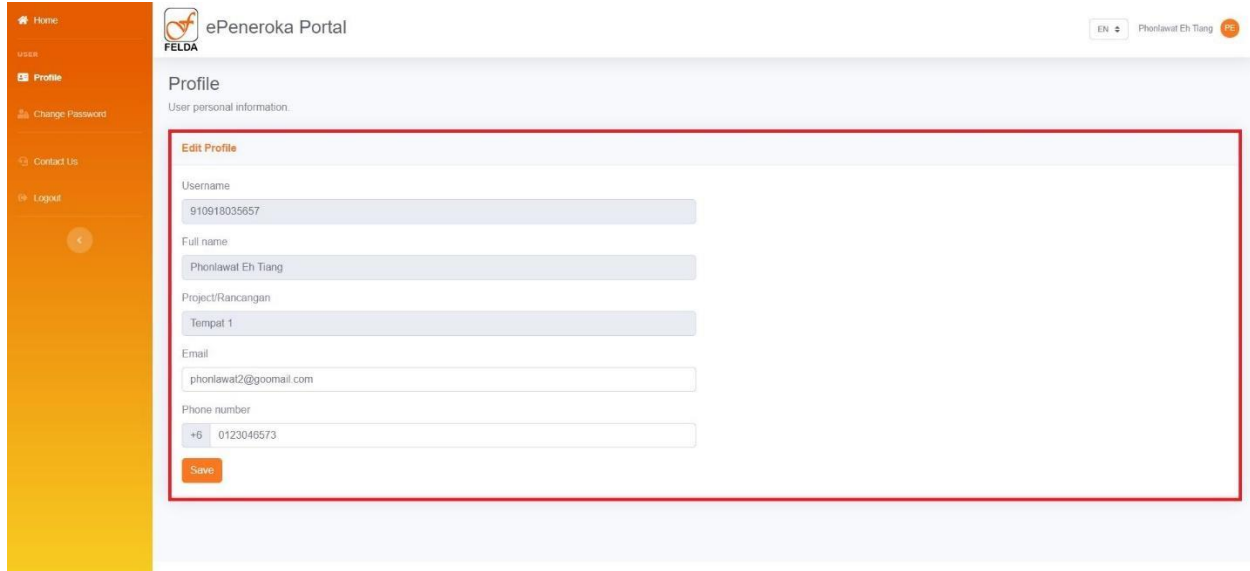 Home
USER
Profile
Change Password
Contact Us
Logout
FELDA
ePeneroka Portal
EN
Phonlawat Eh Tiang
PE
Profile
User personal information.
Edit Profile
Username
910918035657
Full name
Phonlawat Eh Tiang
Project/Rancangan
Tempat 1
Email
phonlawat2@goomail.com
Phone number
+6 0123046573
Save